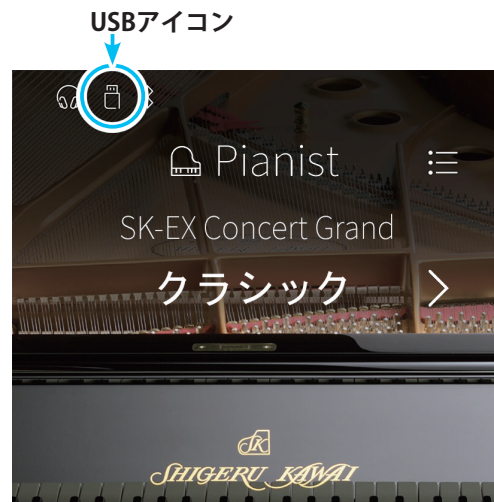 USBアイコン
Pianist
SK-EX Concert Grand
クラシック
SK
SHIGERU KAWAI